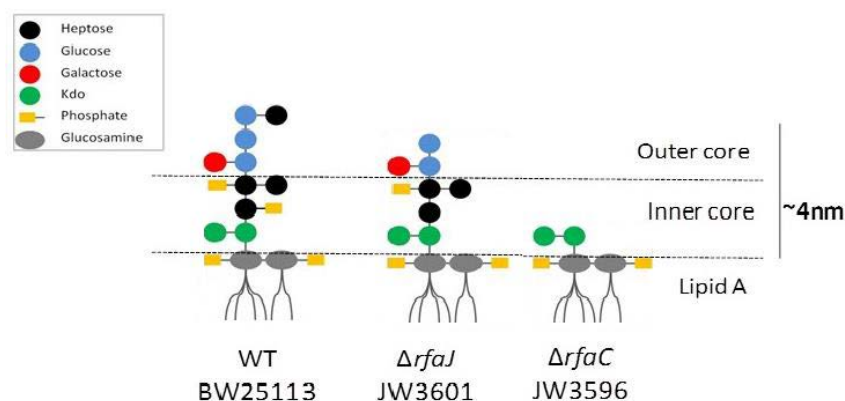 Heptose
Glucose
Galactose
Kdo
Phosphate
Glucosamine
Outer core
Inner core
~4nm
Lipid A
WT
BW25113
ΔrfaJ
JW3601
ΔrfaC
JW3596